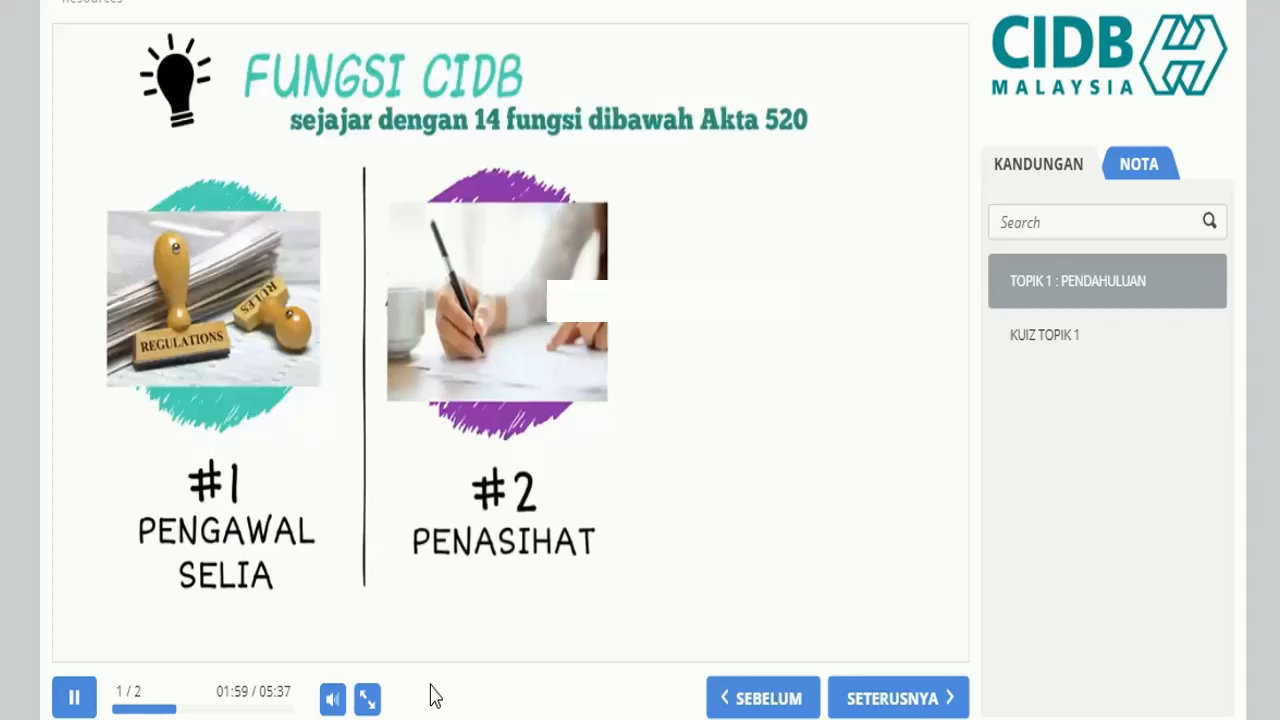 Resources
FUNGSI CIDB
sejajar dengan 14 fungsi dibawah Akta 520
REGULATIONS
RULES
#1
PENGAWAL
SELIA
#2
PENASIHAT
CIDB
MALAYSIA
KANDUNGAN
NOTA
Search
TOPIK 1 : PENDAHULUAN
KUIZ TOPIK 1
1 / 2
01:59 / 05:37
SEBELUM
SETERUSNYA